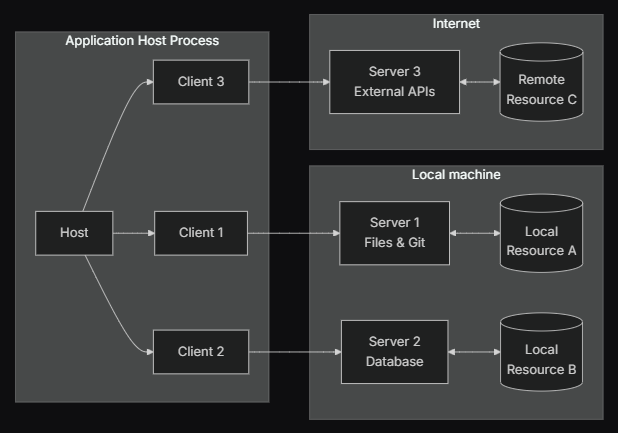 Application Host Process
Client 3
Host
Client 1
Client 2
Internet
Server 3
External APIs
Remote
Resource C
Local machine
Server 1
Files & Git
Local
Resource A
Server 2
Database
Local
Resource B